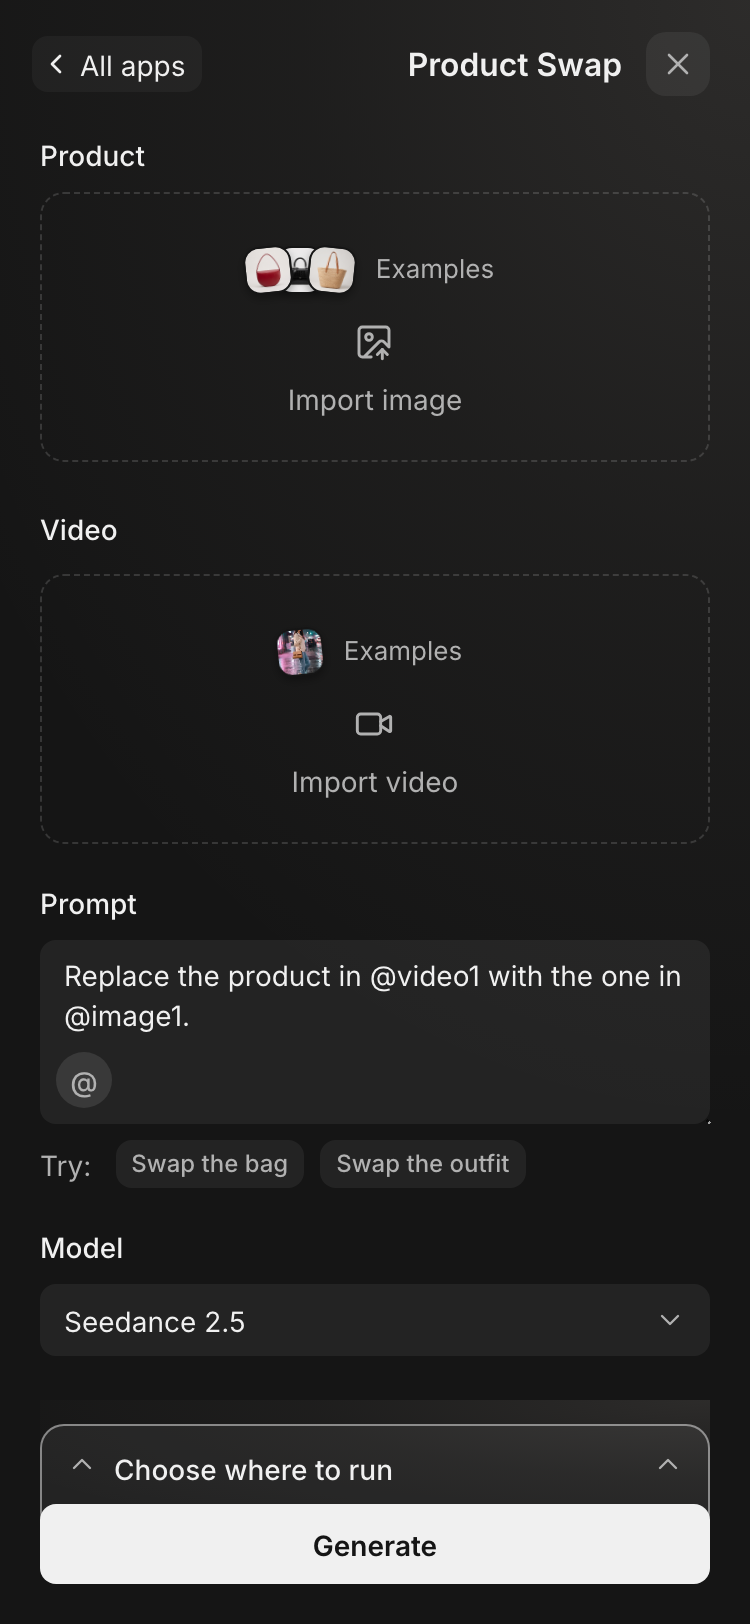 All apps
Product Swap
Product
Examples
Import image
Video
Examples
Import video
Prompt
Replace the product in @video1 with the one in
@image1.
@
Try:
Swap the bag
Swap the outfit
Model
Seedance 2.5
Choose where to run
Generate